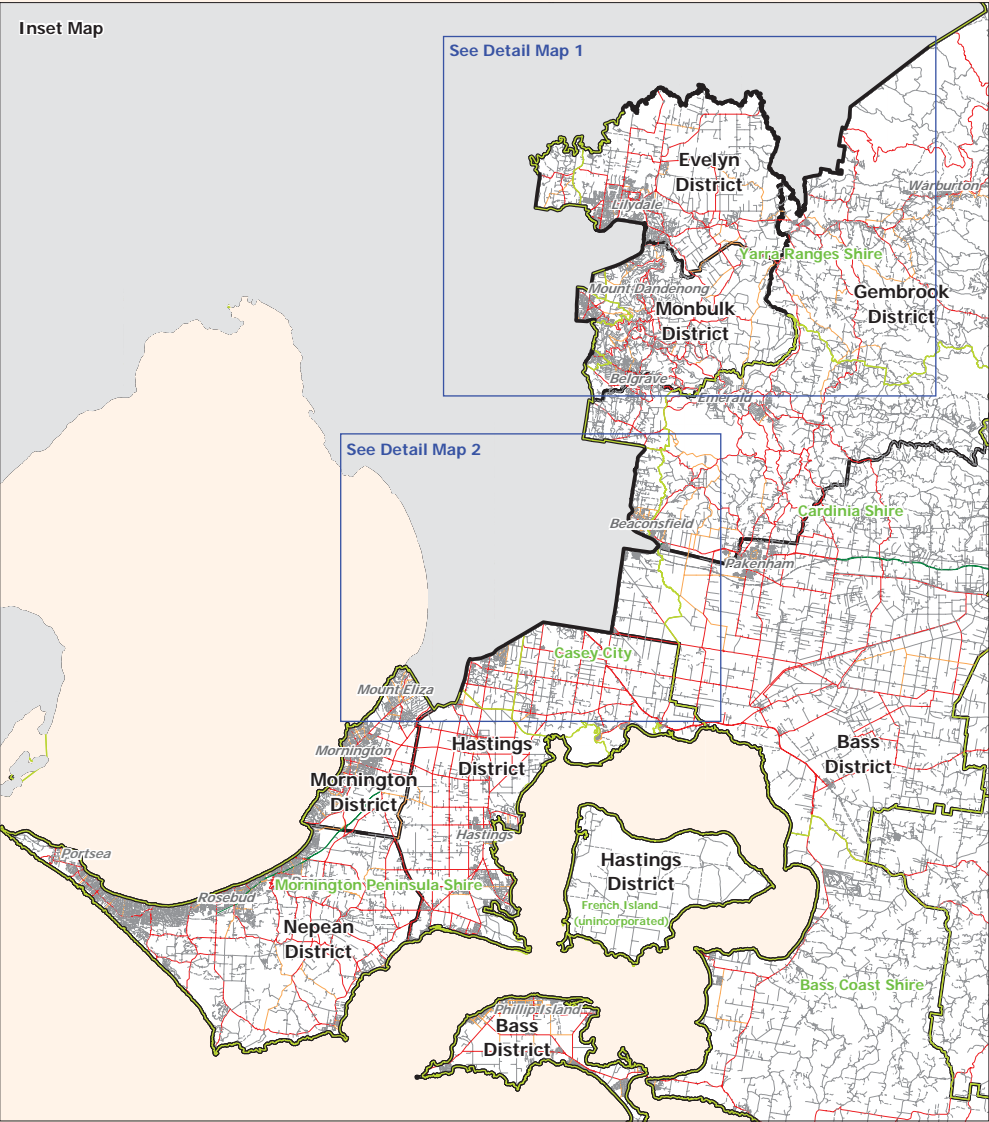 Inset Map
See Detail Map 1
Evelyn
District
Warburton
Lilydale
Yarra Ranges Shire
Mount Dandenong
Gembrook
District
Monbulk
District
Belgrave
Emerald
See Detail Map 2
Cardinia Shire
Beaconsfield
Pakenham
Casey City
Mount Eliza
Mornington
Hastings
District
Bass
District
Mornington
District
Hastings
Portsea
Hastings
District
Mornington Peninsula Shire
Rosebud
French Island
(unincorporated)
Nepean
District
Bass Coast Shire
Phillip Island
Bass
District